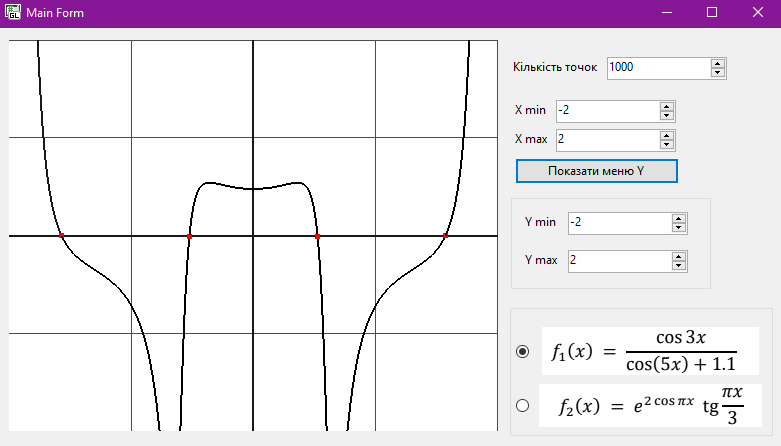 Main Form
Кількість точок 1000
X min -2
X max 2
Показати меню Y
Y min -2
Y max 2
f₁(x) = cos 3x / (cos(5x) + 1.1)
f₂(x) = e^(2 cos πx) tg πx/3